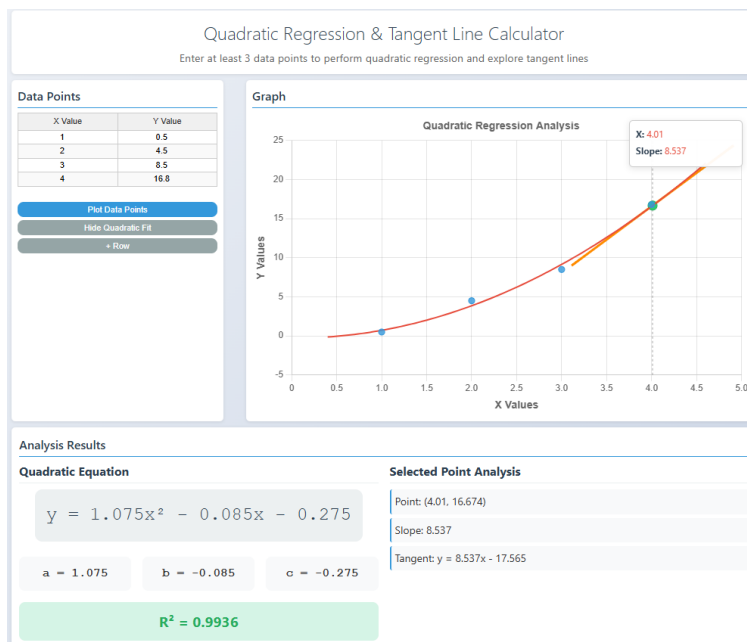 Quadratic Regression & Tangent Line Calculator
Enter at least 3 data points to perform quadratic regression and explore tangent lines
Data Points
X Value Y Value
1 0.5
2 4.5
3 8.5
4 16.8
Plot Data Points
Hide Quadratic Fit
+ Row
Graph
Quadratic Regression Analysis
X: 4.01
Slope: 8.537
Y Values
25
20
15
10
5
0
-5
0 0.5 1.0 1.5 2.0 2.5 3.0 3.5 4.0 4.5 5.0
X Values
Analysis Results
Quadratic Equation
y = 1.075x² - 0.085x - 0.275
a = 1.075 b = -0.085 c = -0.275
R² = 0.9936
Selected Point Analysis
Point: (4.01, 16.674)
Slope: 8.537
Tangent: y = 8.537x - 17.565